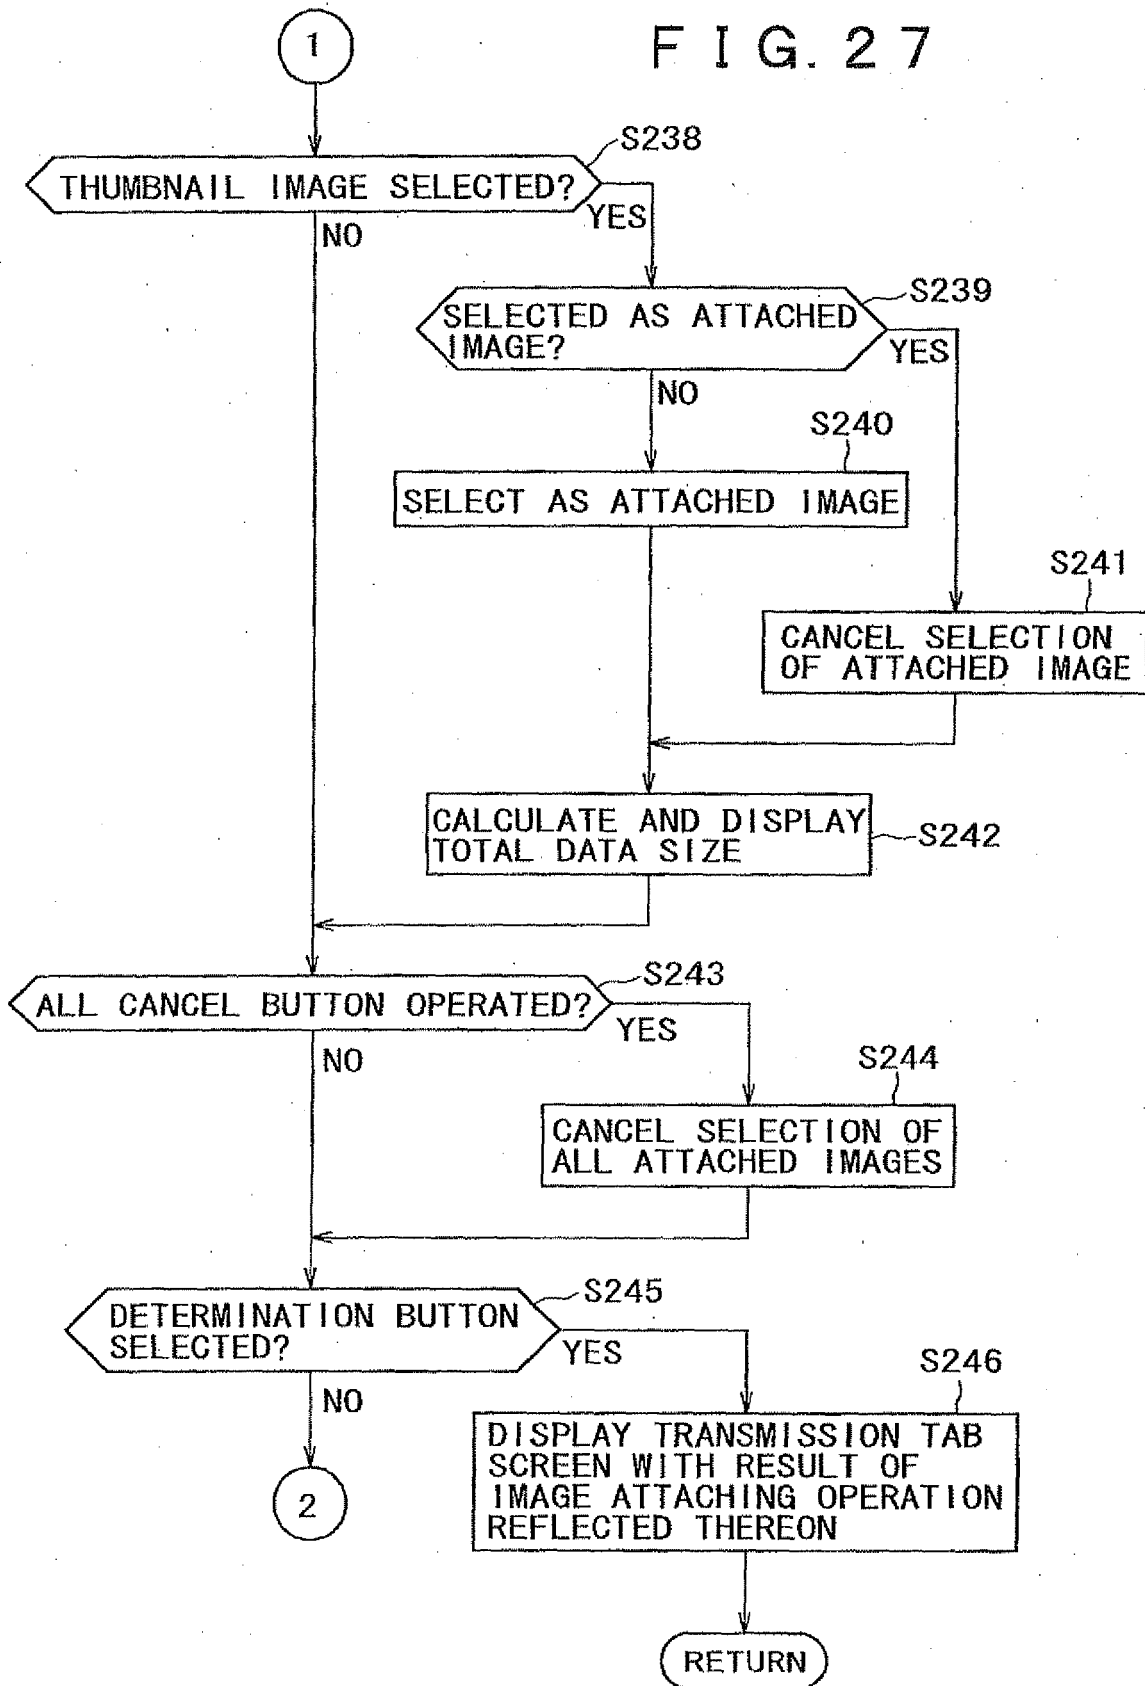 1
FIG. 27
S238
THUMBNAIL IMAGE SELECTED?
YES
NO
S239
SELECTED AS ATTACHED
IMAGE?
YES
NO
S240
SELECT AS ATTACHED IMAGE
S241
CANCEL SELECTION
OF ATTACHED IMAGE
CALCULATE AND DISPLAY
TOTAL DATA SIZE
S242
S243
ALL CANCEL BUTTON OPERATED?
YES
NO
S244
CANCEL SELECTION OF
ALL ATTACHED IMAGES
S245
DETERMINATION BUTTON
SELECTED?
YES
NO
S246
DISPLAY TRANSMISSION TAB
SCREEN WITH RESULT OF
IMAGE ATTACHING OPERATION
REFLECTED THEREON
2
RETURN